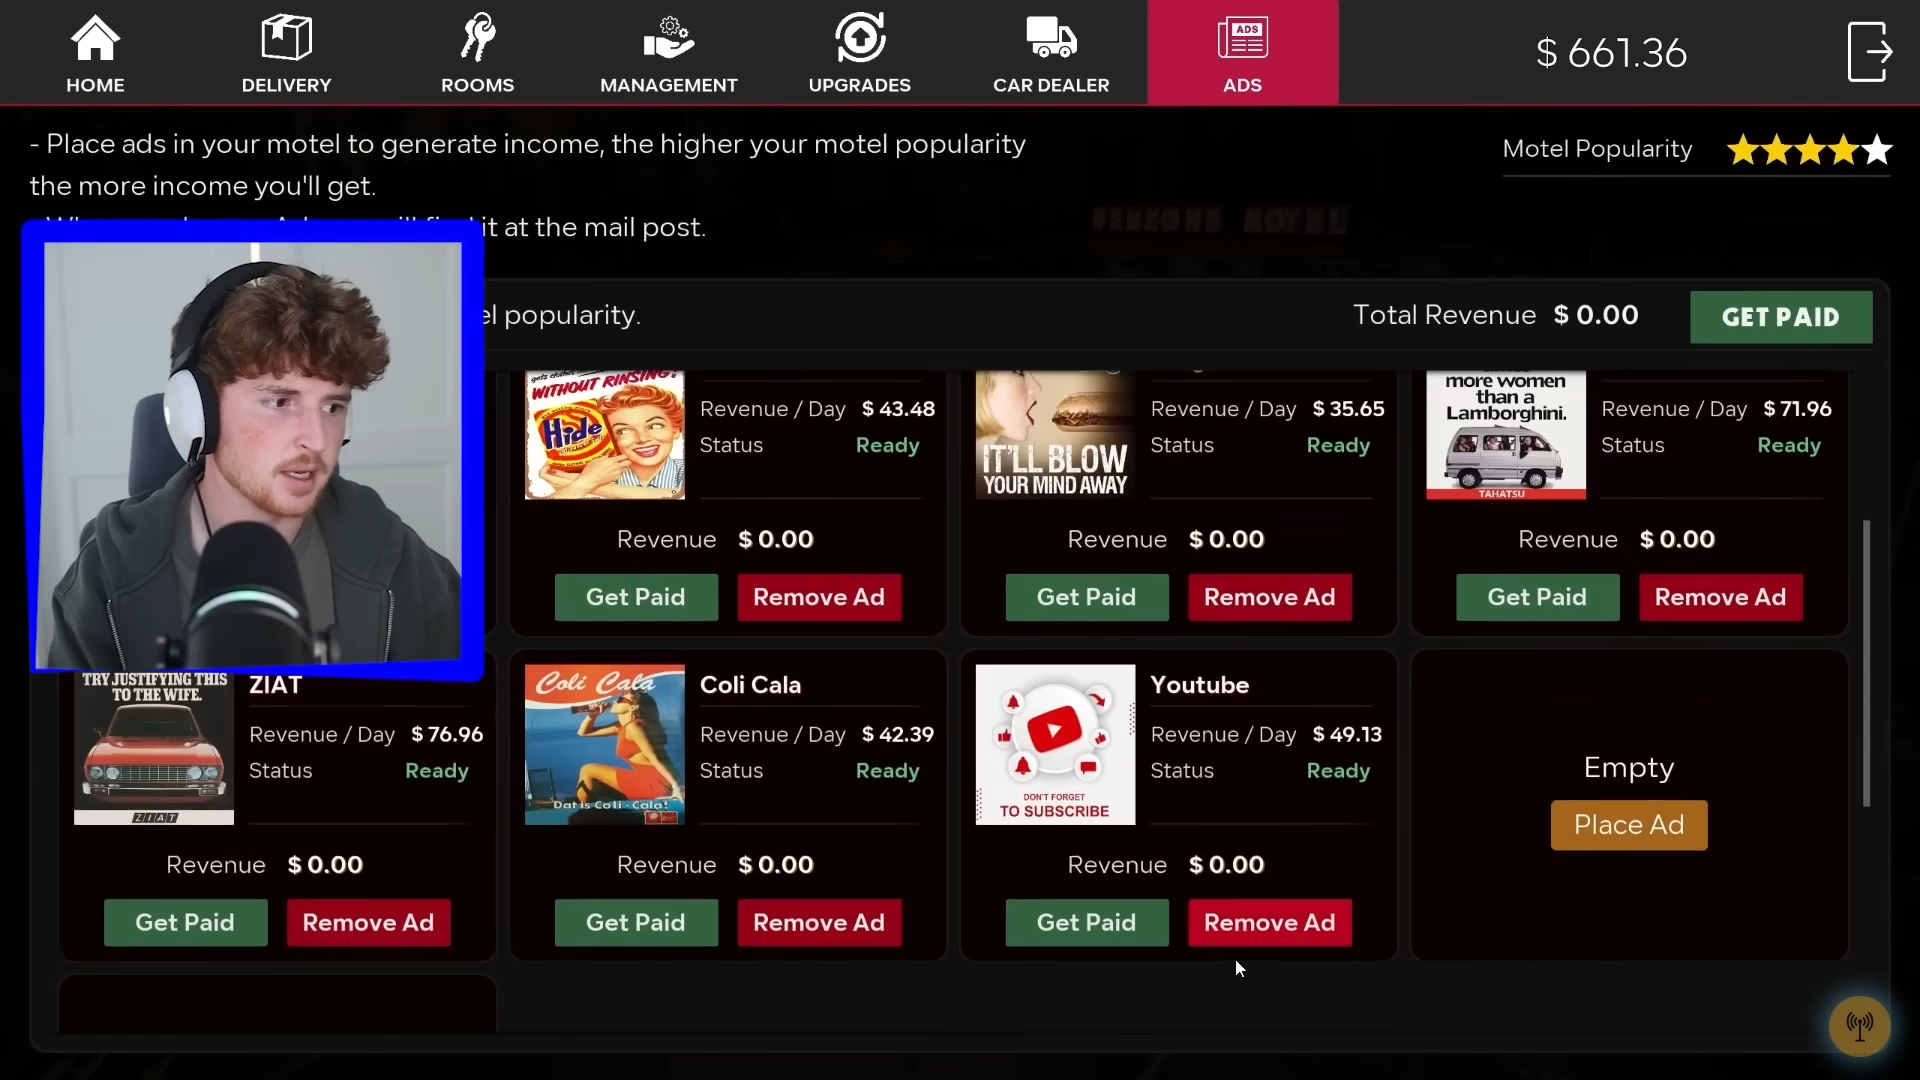 HOME
DELIVERY
ROOMS
MANAGEMENT
UPGRADES
CAR DEALER
ADS
ADS
$ 661.36
- Place ads in your motel to generate income, the higher your motel popularity
the more income you'll get.
it at the mail post.
Motel Popularity
MOTEL
popularity.
Total Revenue $ 0.00
GET PAID
WITHOUT RINSING!
Hide
Revenue / Day $ 43.48
Status Ready
Revenue $ 0.00
Get Paid
Remove Ad
IT'LL BLOW
YOUR MIND AWAY
Revenue / Day $ 35.65
Status Ready
Revenue $ 0.00
Get Paid
Remove Ad
more women
than a
Lamborghini.
TAHATSU
Revenue / Day $ 71.96
Status Ready
Revenue $ 0.00
Get Paid
Remove Ad
TRY JUSTIFYING THIS
TO THE WIFE.
ZIAT
ZIAT
Revenue / Day $ 76.96
Status Ready
Revenue $ 0.00
Get Paid
Remove Ad
Coli Cala
Dat is Coli - Cala!
Coli Cala
Revenue / Day $ 42.39
Status Ready
Revenue $ 0.00
Get Paid
Remove Ad
DON'T FORGET
TO SUBSCRIBE
Youtube
Revenue / Day $ 49.13
Status Ready
Revenue $ 0.00
Get Paid
Remove Ad
Empty
Place Ad